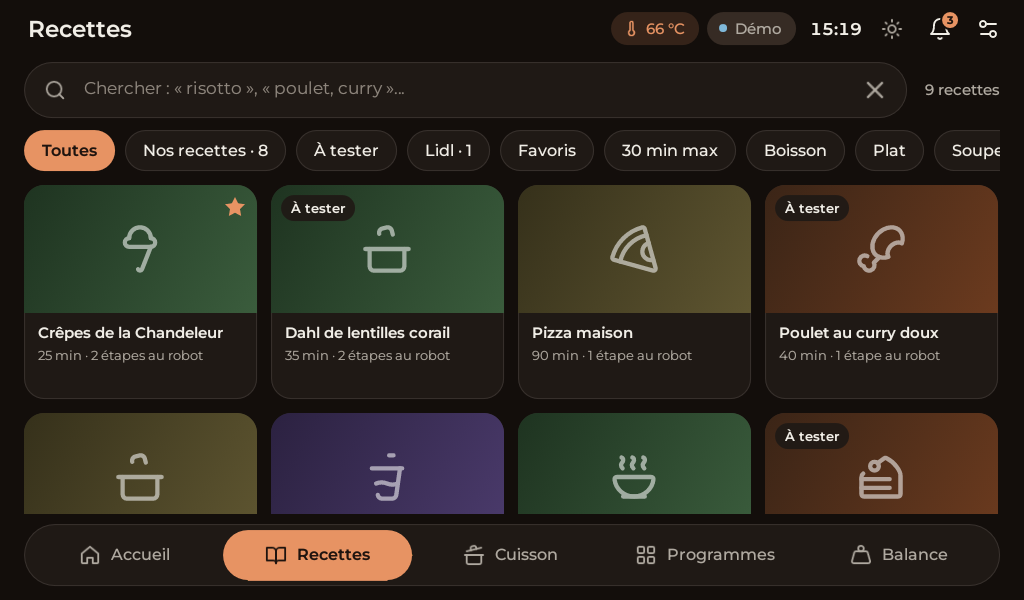 Recettes
66 °C
Démo
15:19
3
Chercher : « risotto », « poulet, curry »...
9 recettes
Toutes
Nos recettes · 8
À tester
Lidl · 1
Favoris
30 min max
Boisson
Plat
Soupe
À tester
À tester
Crêpes de la Chandeleur
25 min · 2 étapes au robot
Dahl de lentilles corail
35 min · 2 étapes au robot
Pizza maison
90 min · 1 étape au robot
Poulet au curry doux
40 min · 1 étape au robot
À tester
Accueil
Recettes
Cuisson
Programmes
Balance